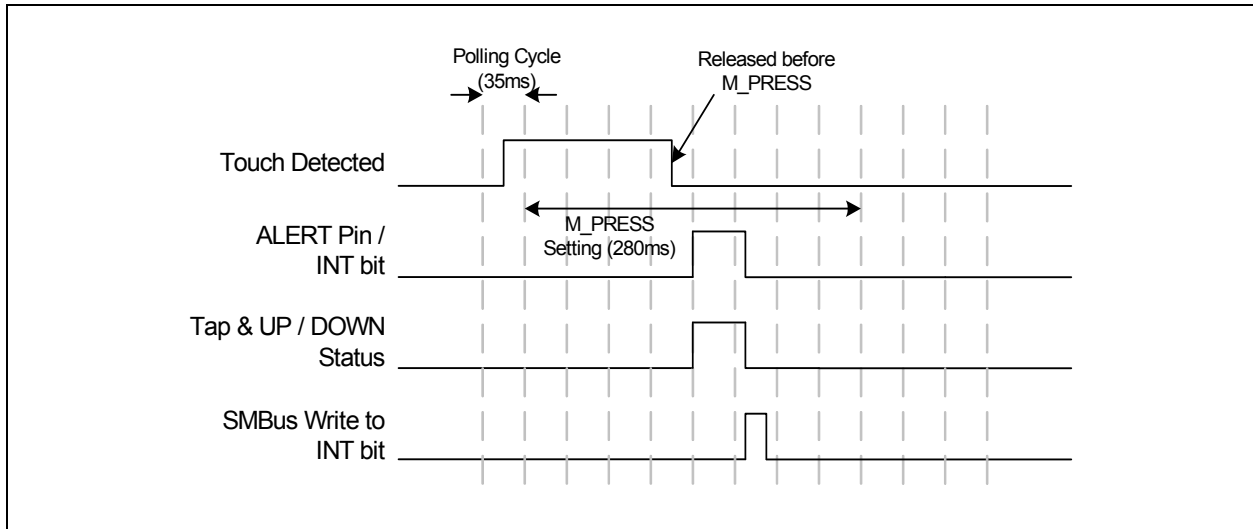 Polling Cycle
(35ms)
Released before
M_PRESS
Touch Detected
M_PRESS
Setting (280ms)
ALERT Pin /
INT bit
Tap & UP / DOWN
Status
SMBus Write to
INT bit